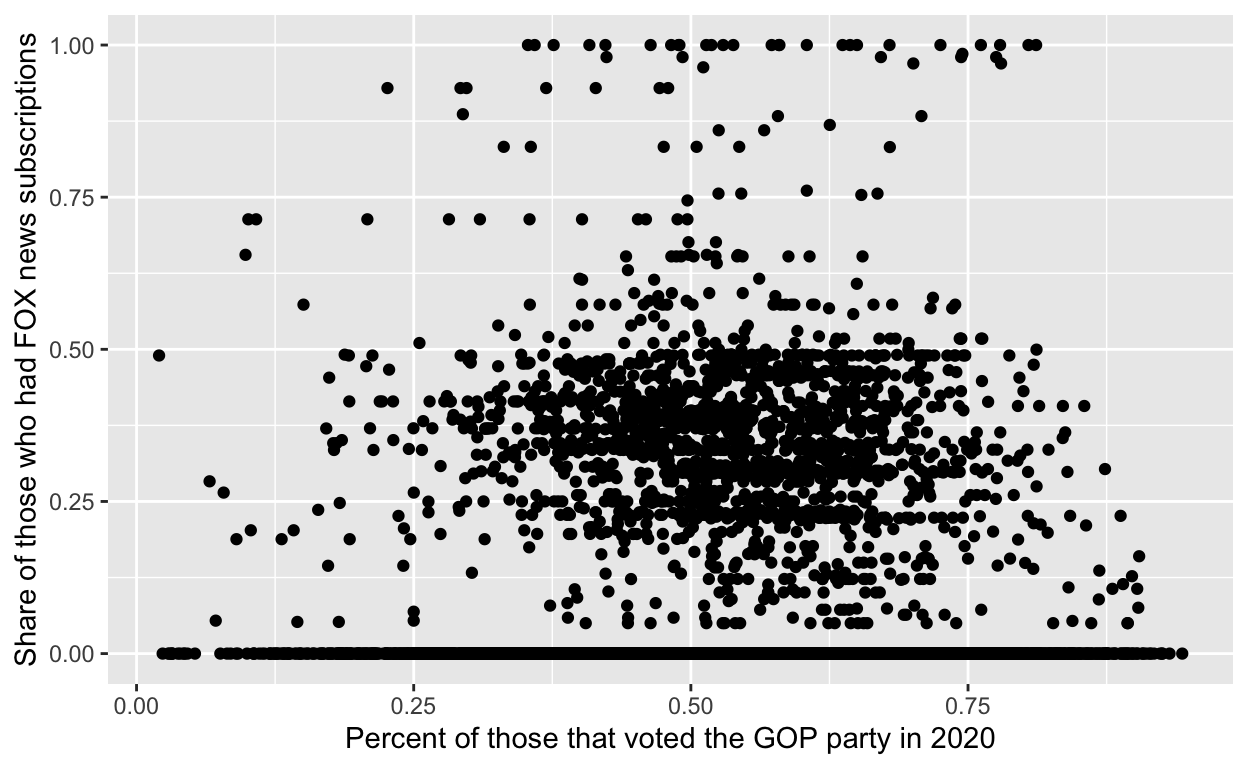 Share of those who had FOX news subscriptions
1.00
0.75
0.50
0.25
0.00
0.00 0.25 0.50 0.75
Percent of those that voted the GOP party in 2020